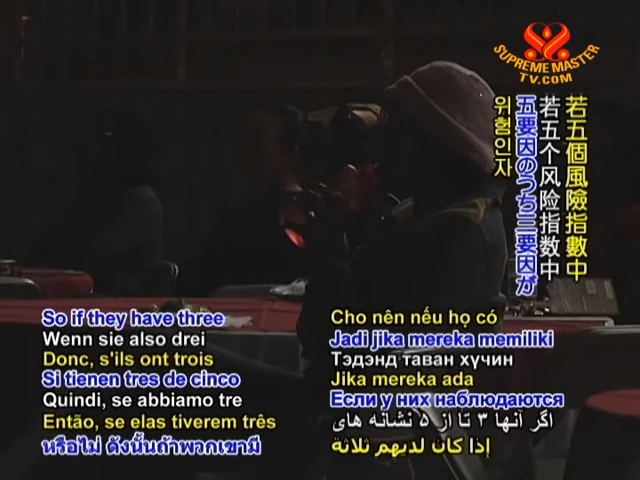 SUPREME MASTER
TV.COM
若五個風險指數中
若五个风险指数中
五要因のうち三要因が
위험인자
So if they have three
Wenn sie also drei
Donc, s'ils ont trois
Si tienen tres de cinco
Quindi, se abbiamo tre
Então, se elas tiverem três
หรือไม่ ดังนั้นถ้าพวกเขามี
Cho nên nếu họ có
Jadi jika mereka memiliki
Тэдэнд таван хүчин
Jika mereka ada
Если у них наблюдаются
اگر آنها ۳ تا از ۵ نشانه های
إذا كان لديهم ثلاثة